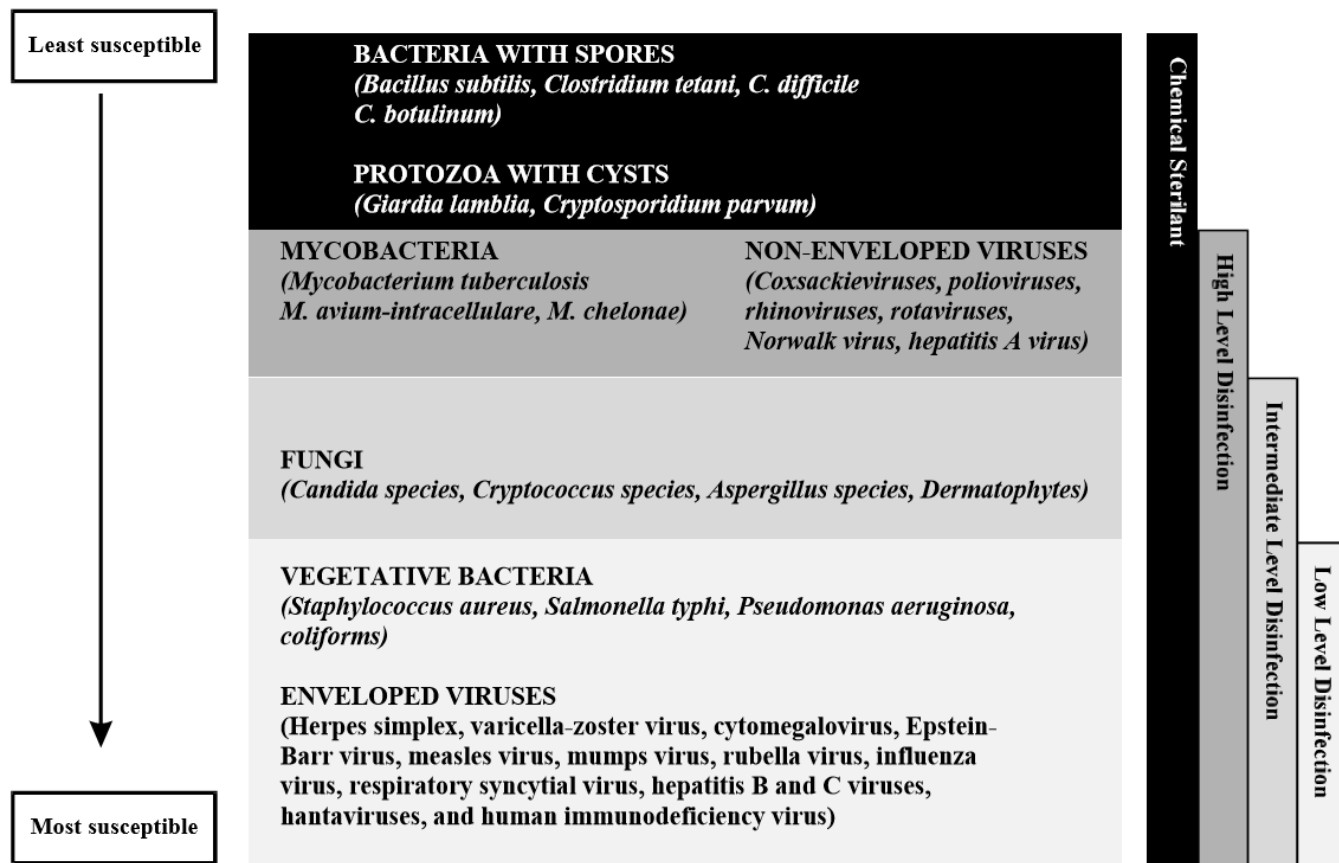 Least susceptible
BACTERIA WITH SPORES
(Bacillus subtilis, Clostridium tetani, C. difficile
C. botulinum)
PROTOZOA WITH CYSTS
(Giardia lamblia, Cryptosporidium parvum)
MYCOBACTERIA
(Mycobacterium tuberculosis
M. avium-intracellulare, M. chelonae)
NON-ENVELOPED VIRUSES
(Coxsackieviruses, polioviruses,
rhinoviruses, rotaviruses,
Norwalk virus, hepatitis A virus)
FUNGI
(Candida species, Cryptococcus species, Aspergillus species, Dermatophytes)
VEGETATIVE BACTERIA
(Staphylococcus aureus, Salmonella typhi, Pseudomonas aeruginosa,
coliforms)
ENVELOPED VIRUSES
(Herpes simplex, varicella-zoster virus, cytomegalovirus, Epstein-
Barr virus, measles virus, mumps virus, rubella virus, influenza
virus, respiratory syncytial virus, hepatitis B and C viruses,
hantaviruses, and human immunodeficiency virus)
Most susceptible
Chemical Sterilant
High Level Disinfection
Intermediate Level Disinfection
Low Level Disinfection